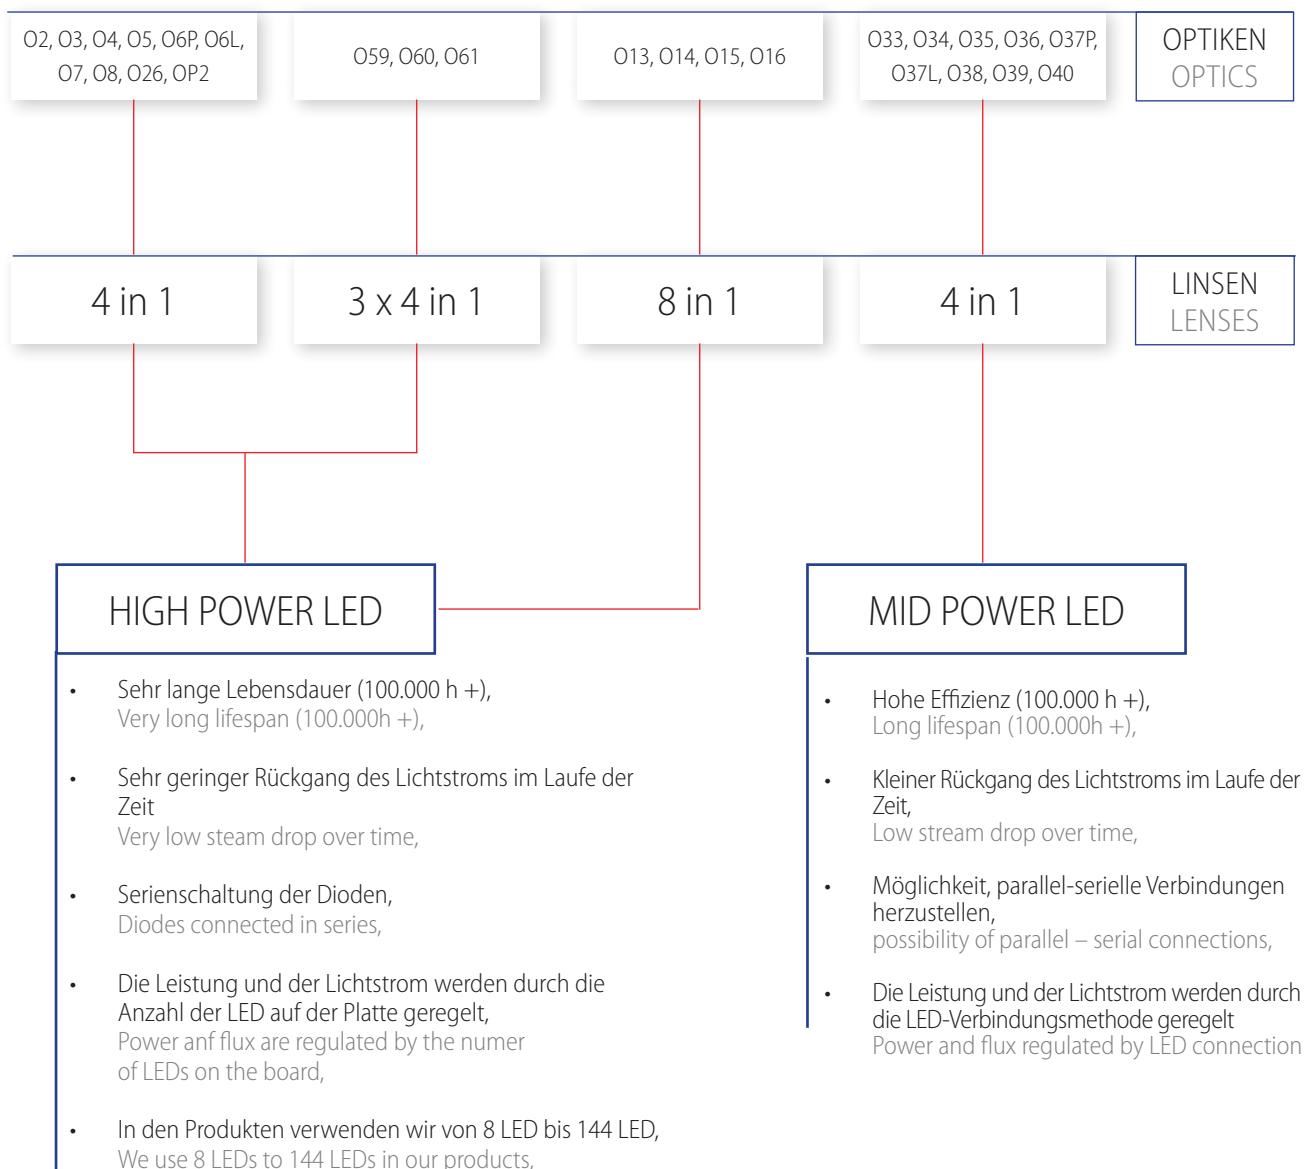 O2, O3, O4, O5, O6P, O6L,
O7, O8, O26, OP2
O59, O60, O61
O13, O14, O15, O16
O33, O34, O35, O36, O37P,
O37L, O38, O39, O40
OPTIKEN
OPTICS
4 in 1
3 x 4 in 1
8 in 1
4 in 1
LINSEN
LENSES
HIGH POWER LED
• Sehr lange Lebensdauer (100.000 h +),
Very long lifespan (100.000h +),
• Sehr geringer Rückgang des Lichtstroms im Laufe der
Zeit
Very low steam drop over time,
• Serienschaltung der Dioden,
Diodes connected in series,
• Die Leistung und der Lichtstrom werden durch die
Anzahl der LED auf der Platte geregelt,
Power anf flux are regulated by the numer
of LEDs on the board,
• In den Produkten verwenden wir von 8 LED bis 144 LED,
We use 8 LEDs to 144 LEDs in our products,
MID POWER LED
• Hohe Effizienz (100.000 h +),
Long lifespan (100.000h +),
• Kleiner Rückgang des Lichtstroms im Laufe der
Zeit,
Low stream drop over time,
• Möglichkeit, parallel-serielle Verbindungen
herzustellen,
possibility of parallel – serial connections,
• Die Leistung und der Lichtstrom werden durch
die LED-Verbindungsmethode geregelt
Power and flux regulated by LED connection